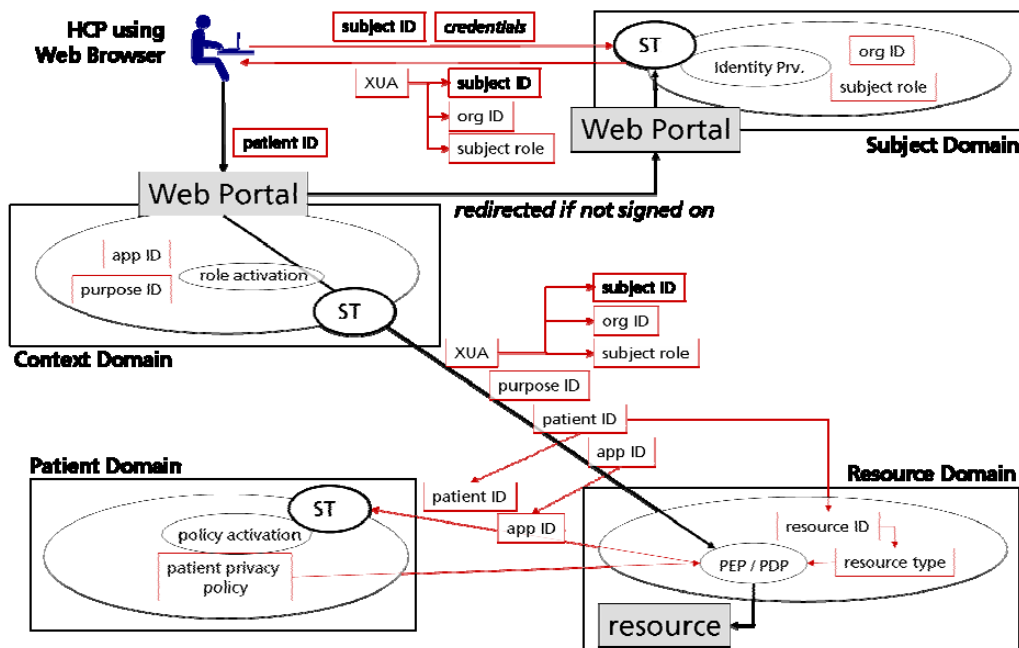 HCP using
Web Browser
subject ID
credentials
ST
Identity Prv.
org ID
subject role
XUA
subject ID
org ID
subject role
Web Portal
Subject Domain
patient ID
Web Portal
redirected if not signed on
app ID
purpose ID
role activation
ST
Context Domain
XUA
subject ID
org ID
subject role
purpose ID
patient ID
app ID
Patient Domain
Resource Domain
patient ID
app ID
ST
policy activation
patient privacy
policy
resource ID
resource type
PEP / PDP
resource